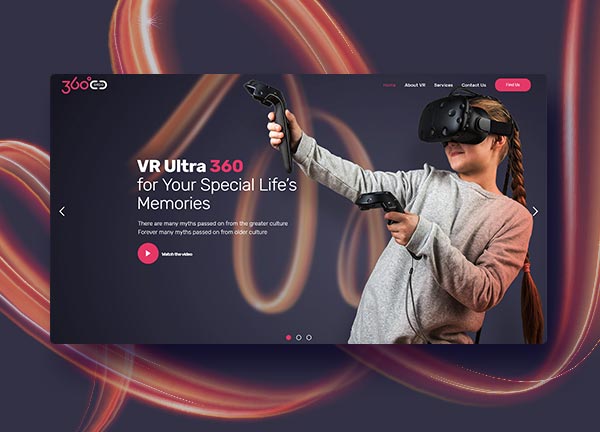 360°
Home About VR Services Contact Us Find Us
VR Ultra 360
for Your Special Life's
Memories
There are many myths passed on from the greater culture
Forever many myths passed on from older culture
Watch the video